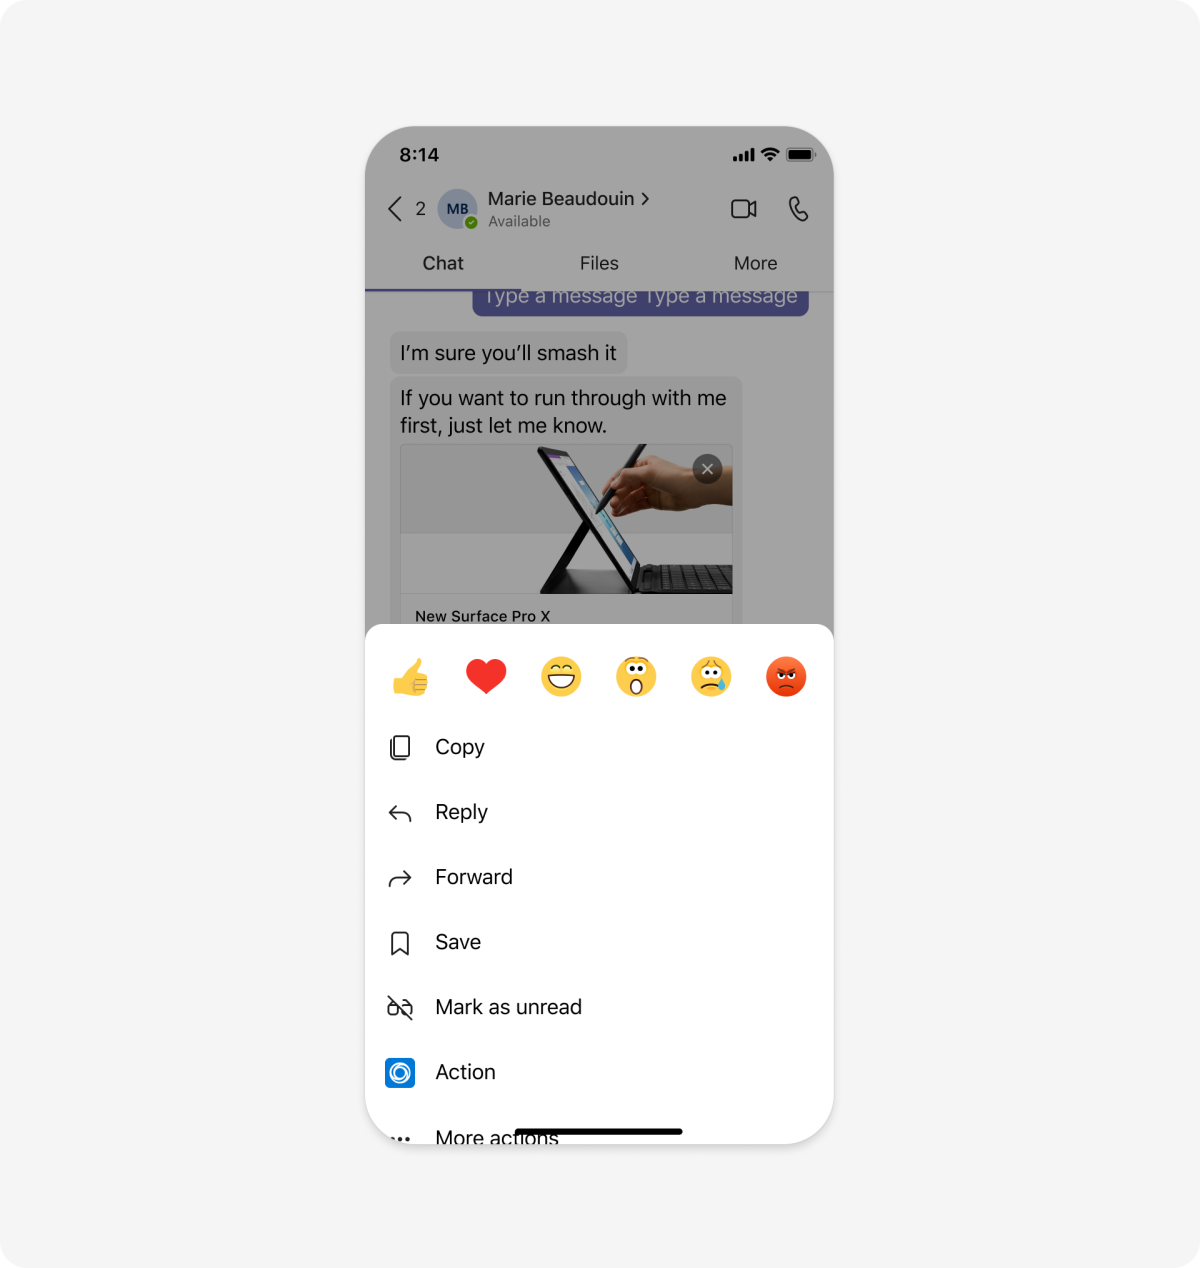 8:14
2
MB
Marie Beaudouin
Available
Chat
Files
More
Type a message Type a message
I’m sure you’ll smash it
If you want to run through with me
first, just let me know.
New Surface Pro X
Copy
Reply
Forward
Save
Mark as unread
Action
More actions